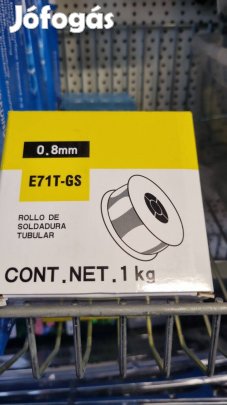 Jófogás
0.8mm
E71T-GS
ROLLO DE
SOLDADURA
TUBULAR
CONT.NET.1kg